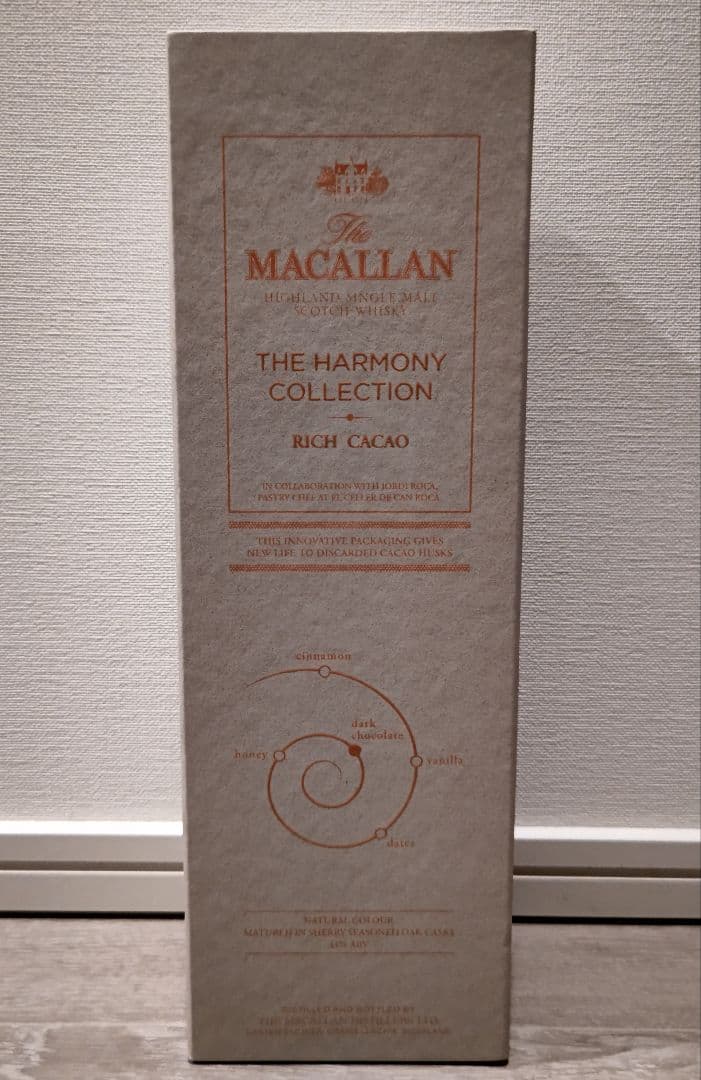 The
MACALLAN
HIGHLAND SINGLE MALT
SCOTCH WHISKY
THE HARMONY
COLLECTION
RICH CACAO
IN COLLABORATION WITH JORDI ROCA,
PASTRY CHEF AT EL CELLER DE CAN ROCA
THIS INNOVATIVE PACKAGING GIVES
NEW LIFE TO DISCARDED CACAO HUSKS
cinnamon
dark
chocolate
honey
vanilla
dates
NATURAL COLOUR
MATURED IN SHERRY SEASONED OAK CASKS
44% ABV
DISTILLED AND BOTTLED BY
THE MACALLAN DISTILLERS LTD.